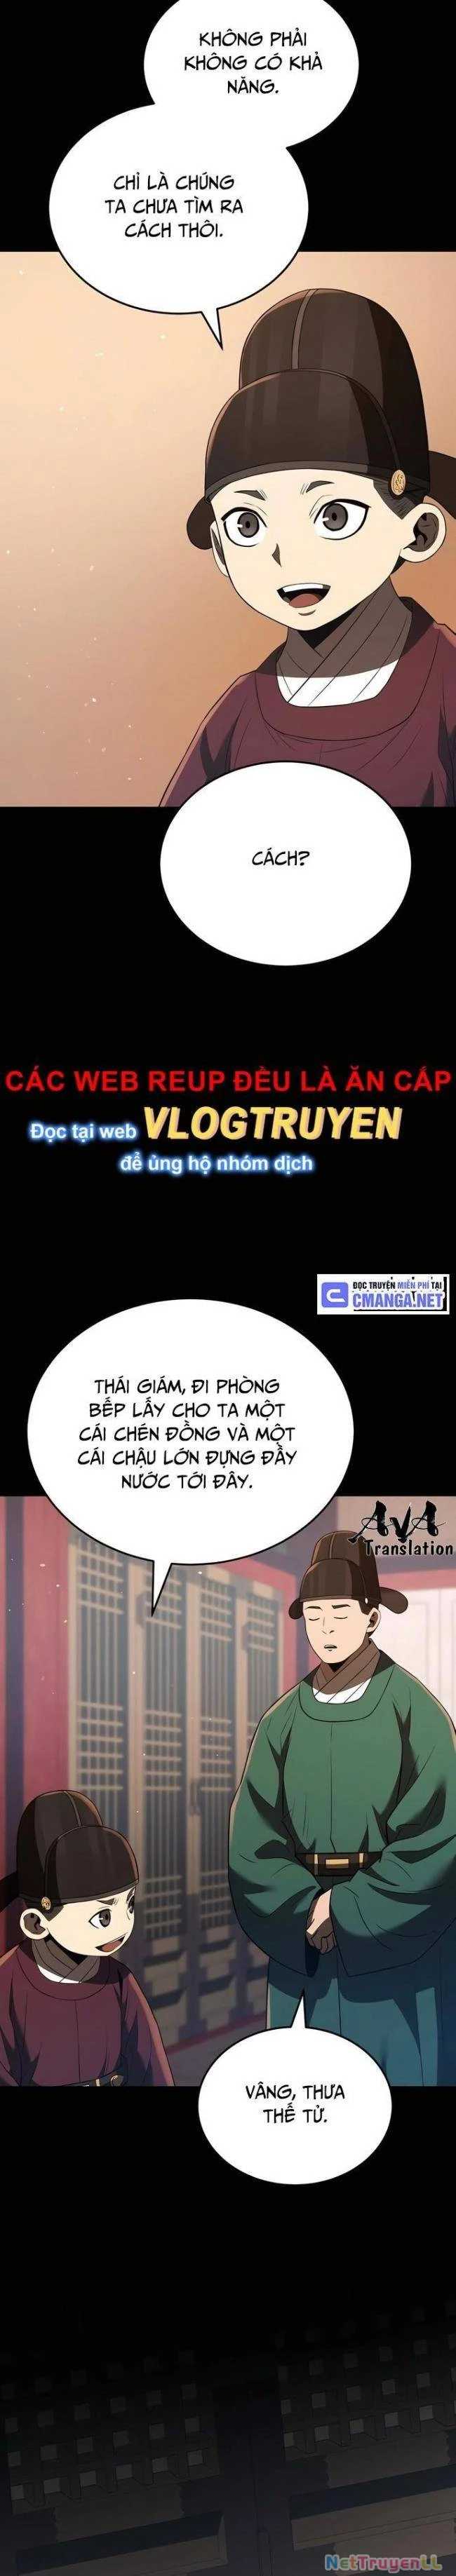 KHÔNG PHẢI
KHÔNG CÓ KHẢ
NĂNG.
CHỈ LÀ CHÚNG
TA CHƯA TÌM RA
CÁCH THÔI.
CÁCH?
CÁC WEB REUP ĐỀU LÀ ĂN CẤP
Đọc tại web VLOGTRUYEN
để ủng hộ nhóm dịch
ĐỌC TRUYỆN MIỄN PHÍ TẠI
CMANGA.NET
THÁI GIÁM, ĐI PHÒNG
BẾP LẤY CHO TA MỘT
CÁI CHÉN ĐỒNG VÀ MỘT
CÁI CHẬU LỚN ĐỰNG ĐẦY
NƯỚC TỚI ĐÂY.
AVA
Translation
VÂNG, THƯA
THẾ TỬ.
NetTruyenLL